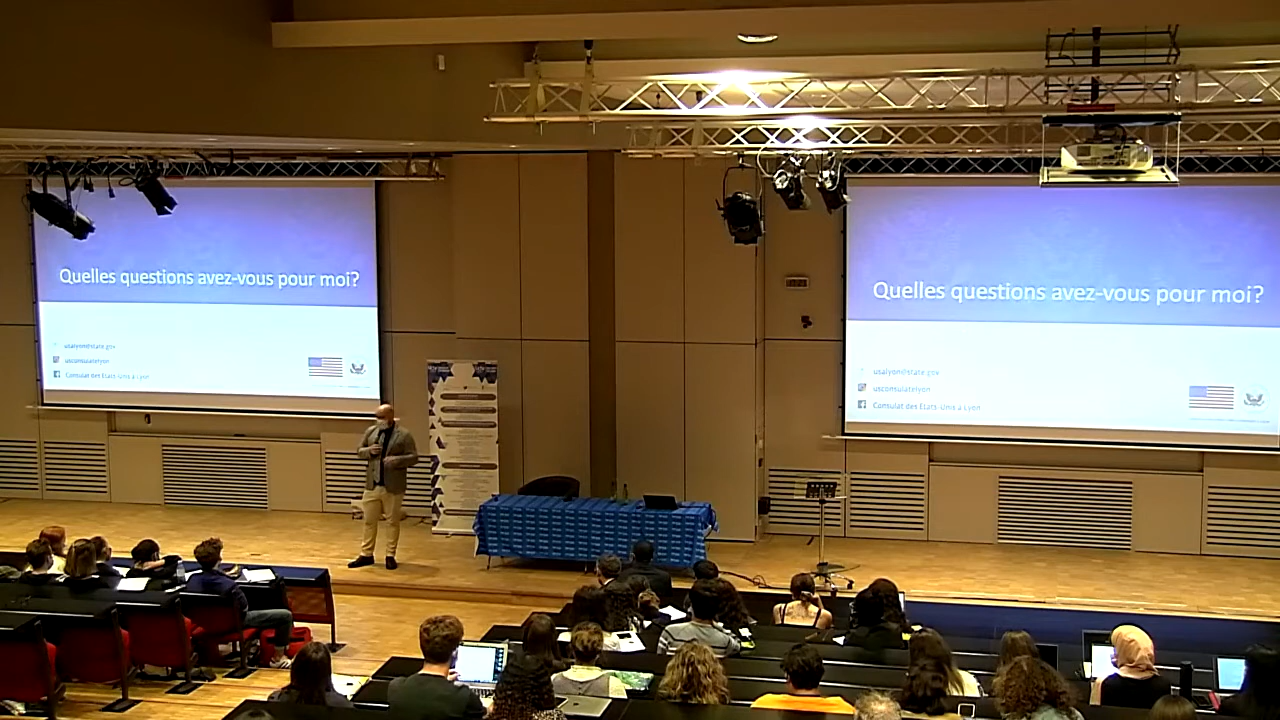 Quelles questions avez-vous pour moi?
usalyon@state.gov
usconsulatelyon
Consulat des Etats-Unis à Lyon
Quelles questions avez-vous pour moi?
usalyon@state.gov
usconsulatelyon
Consulat des Etats-Unis à Lyon